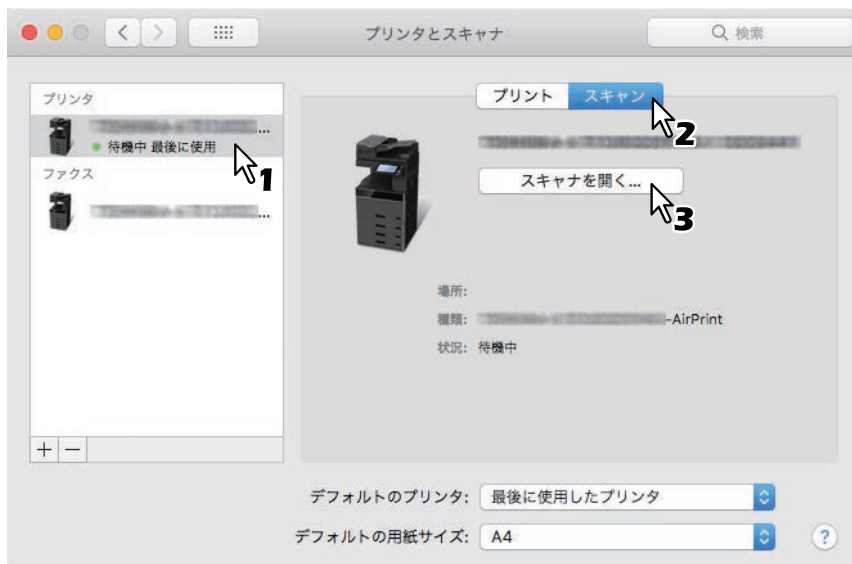 プリンタとスキャナ
検索
プリンタ
...
待機中 最後に使用
1
ファクス
...
プリント スキャン
2
スキャナを開く...
3
場所:
種類: -AirPrint
状況: 待機中
+ −
デフォルトのプリンタ: 最後に使用したプリンタ
デフォルトの用紙サイズ: A4
?